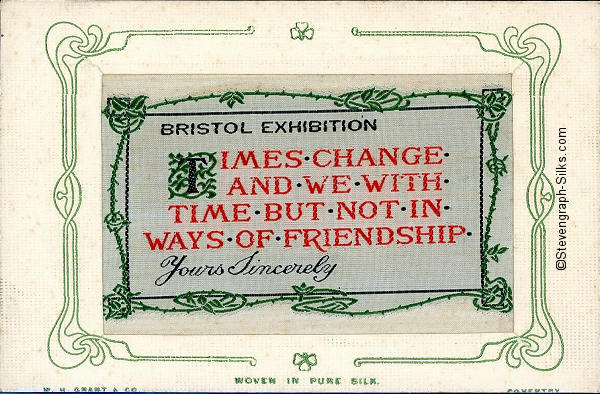 BRISTOL EXHIBITION
TIMES·CHANGE·
AND·WE·WITH·
TIME·BUT·NOT·IN·
WAYS·OF·FRIENDSHIP·
Yours Sincerely
WOVEN IN PURE SILK.
W. H. GRANT & CO. COVENTRY
©Stevengraph-Silks.com